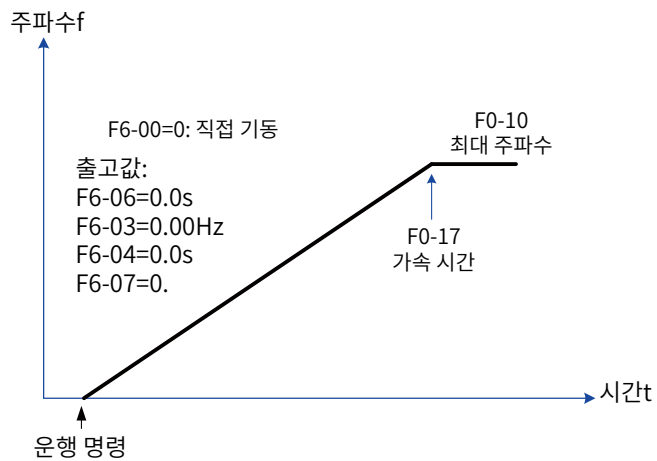 주파수f
F6-00=0: 직접 기동
출고값:
F6-06=0.0s
F6-03=0.00Hz
F6-04=0.0s
F6-07=0.
F0-10
최대 주파수
F0-17
가속 시간
시간t
운행 명령